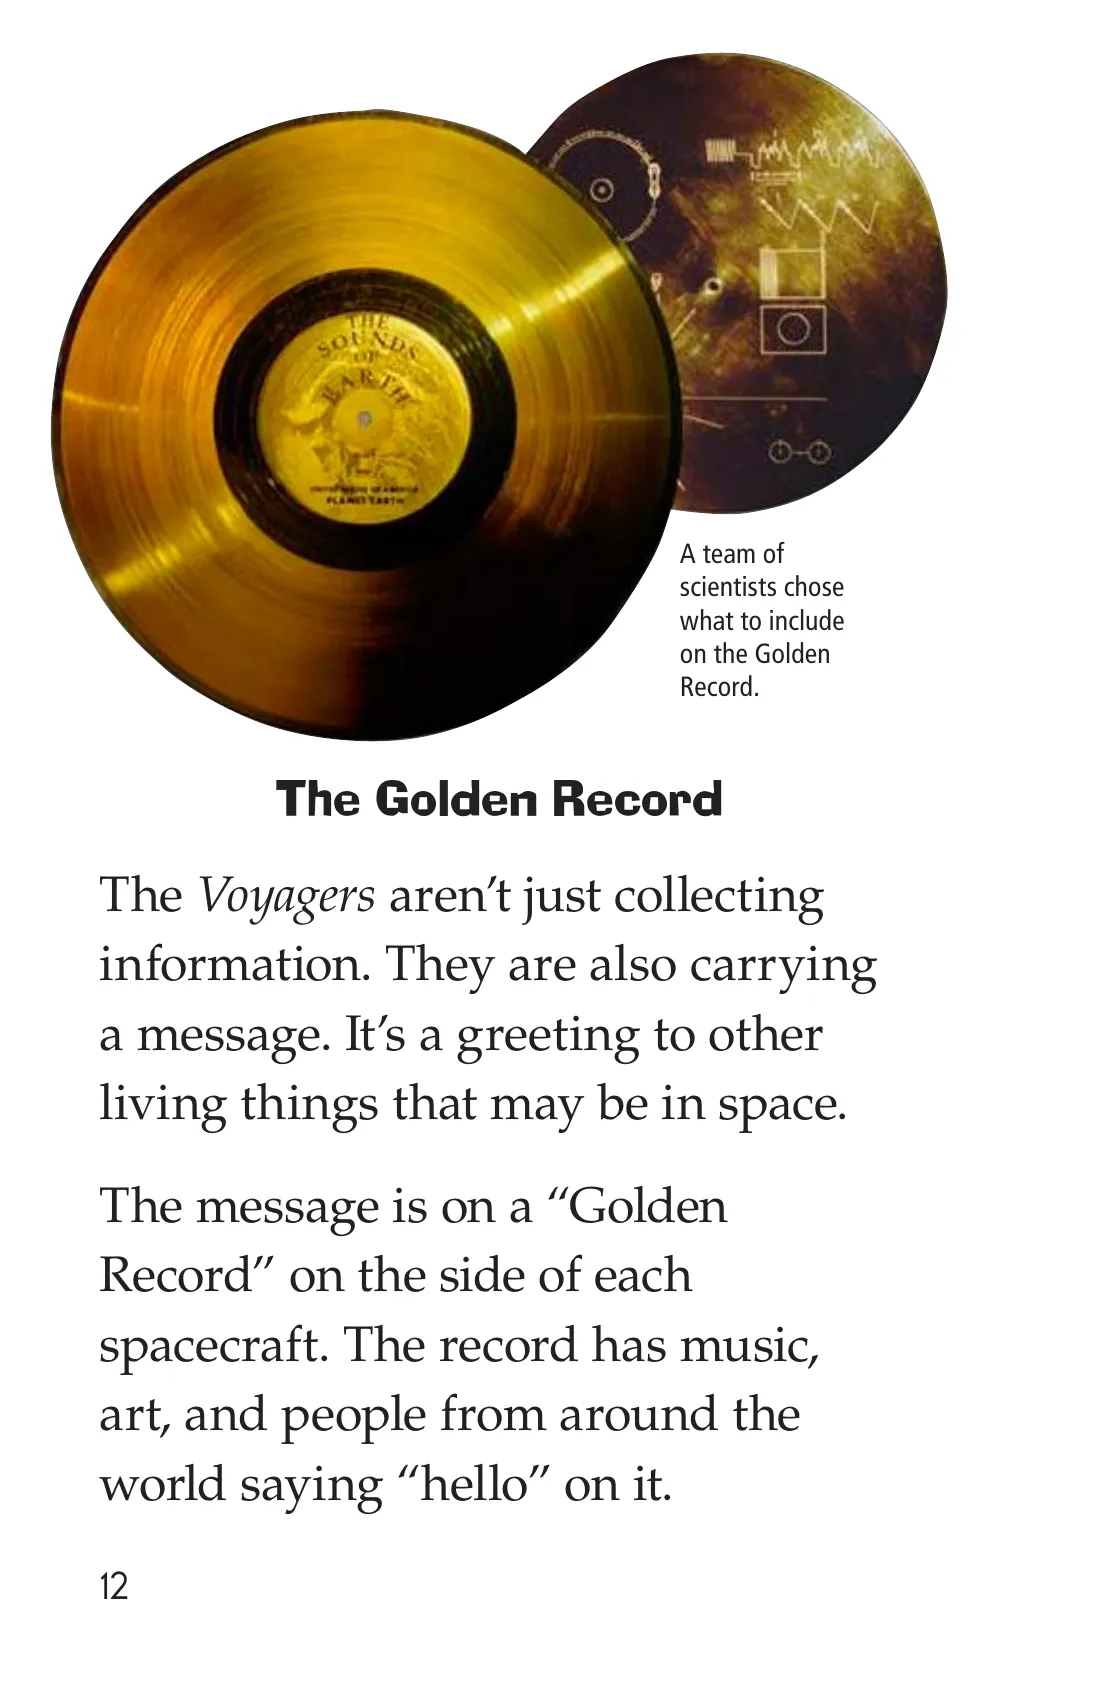 THE
SOUNDS
OF
EARTH
PLANET EARTH
A team of
scientists chose
what to include
on the Golden
Record.
The Golden Record
The Voyagers aren’t just collecting
information. They are also carrying
a message. It’s a greeting to other
living things that may be in space.
The message is on a “Golden
Record” on the side of each
spacecraft. The record has music,
art, and people from around the
world saying “hello” on it.
12